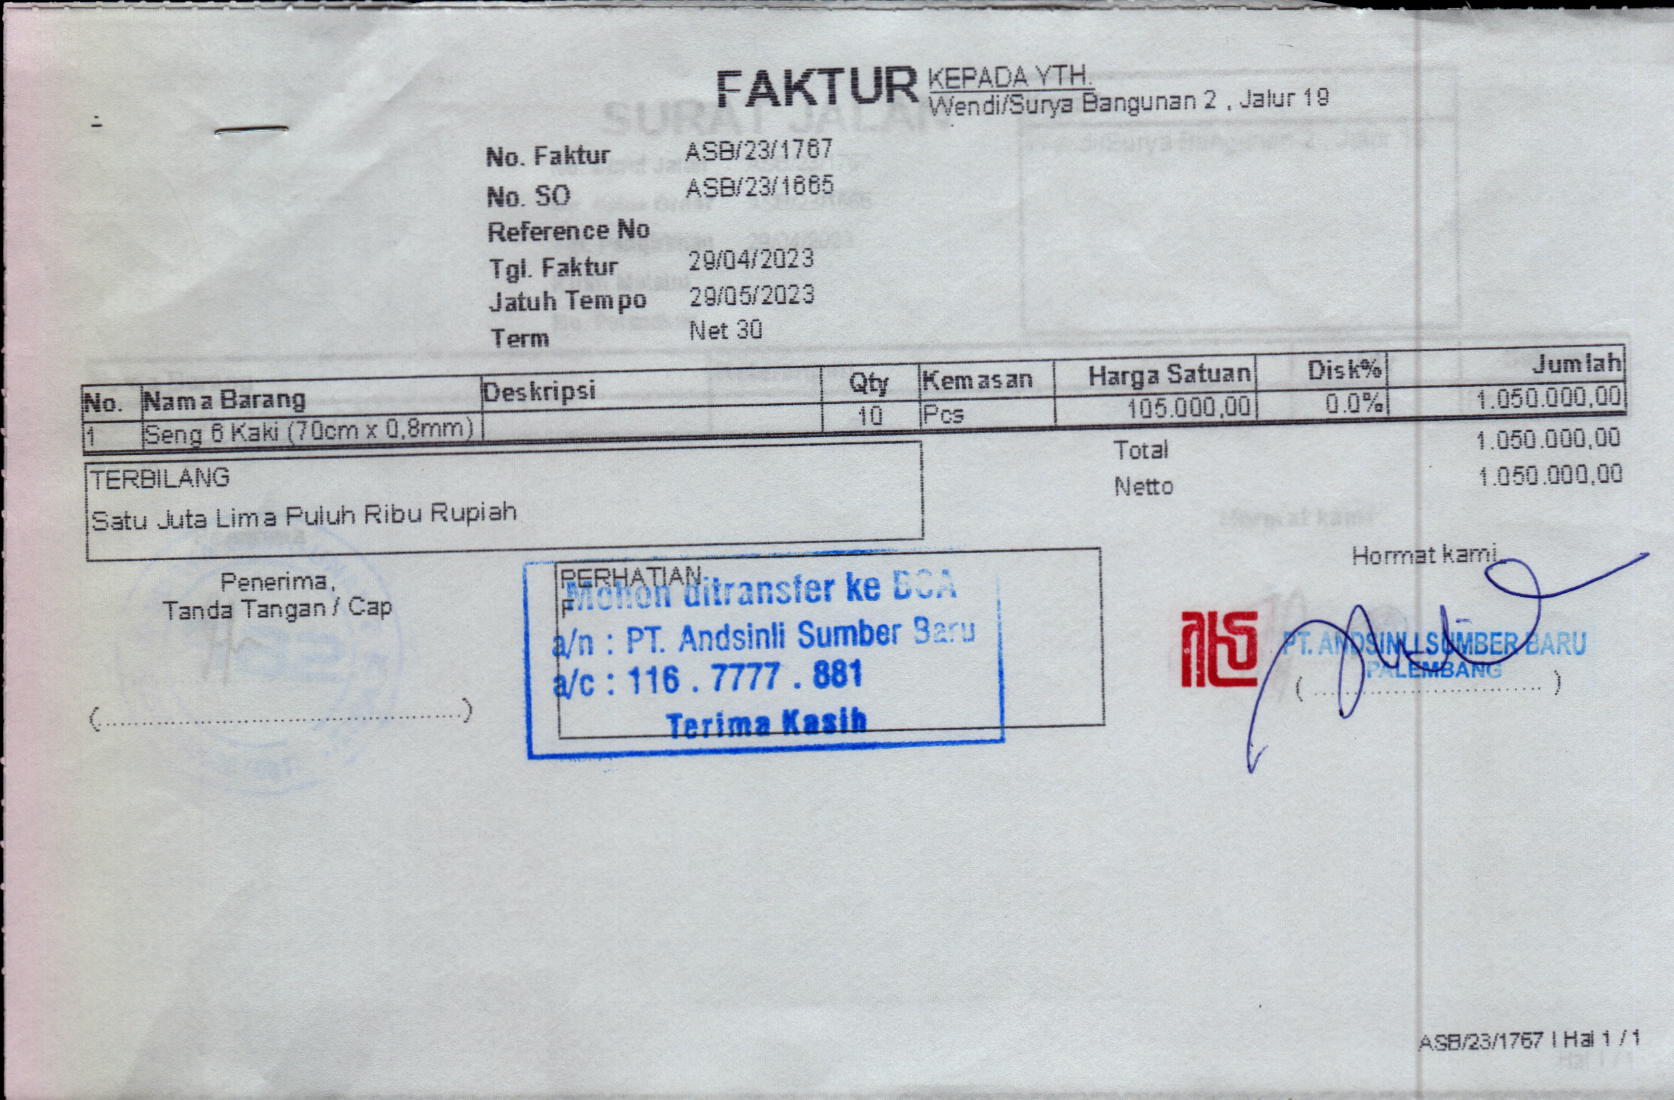 FAKTUR
KEPADA YTH.
Wendi/Surya Bangunan 2 , Jalur 19
No. Faktur ASB/23/1767
No. SO ASB/23/1665
Reference No
Tgl. Faktur 29/04/2023
Jatuh Tempo 29/05/2023
Term Net 30
No. Nama Barang Deskripsi Qty Kemasan Harga Satuan Disk% Jumlah
1 Seng 6 Kaki (70cm x 0,8mm) 10 Pcs 105.000,00 0.0% 1.050.000,00
Total 1.050.000,00
Netto 1.050.000,00
TERBILANG
Satu Juta Lima Puluh Ribu Rupiah
Penerima,
Tanda Tangan / Cap
(..........................................................)
PERHATIAN
F
Mohon ditransfer ke BCA
a/n : PT. Andsinli Sumber Baru
a/c : 116 . 7777 . 881
Terima Kasih
Hormat kami
PT. ANDSINLI SUMBER BARU
PALEMBANG
( ...................................... )
ASB/23/1767 | Hal 1 / 1